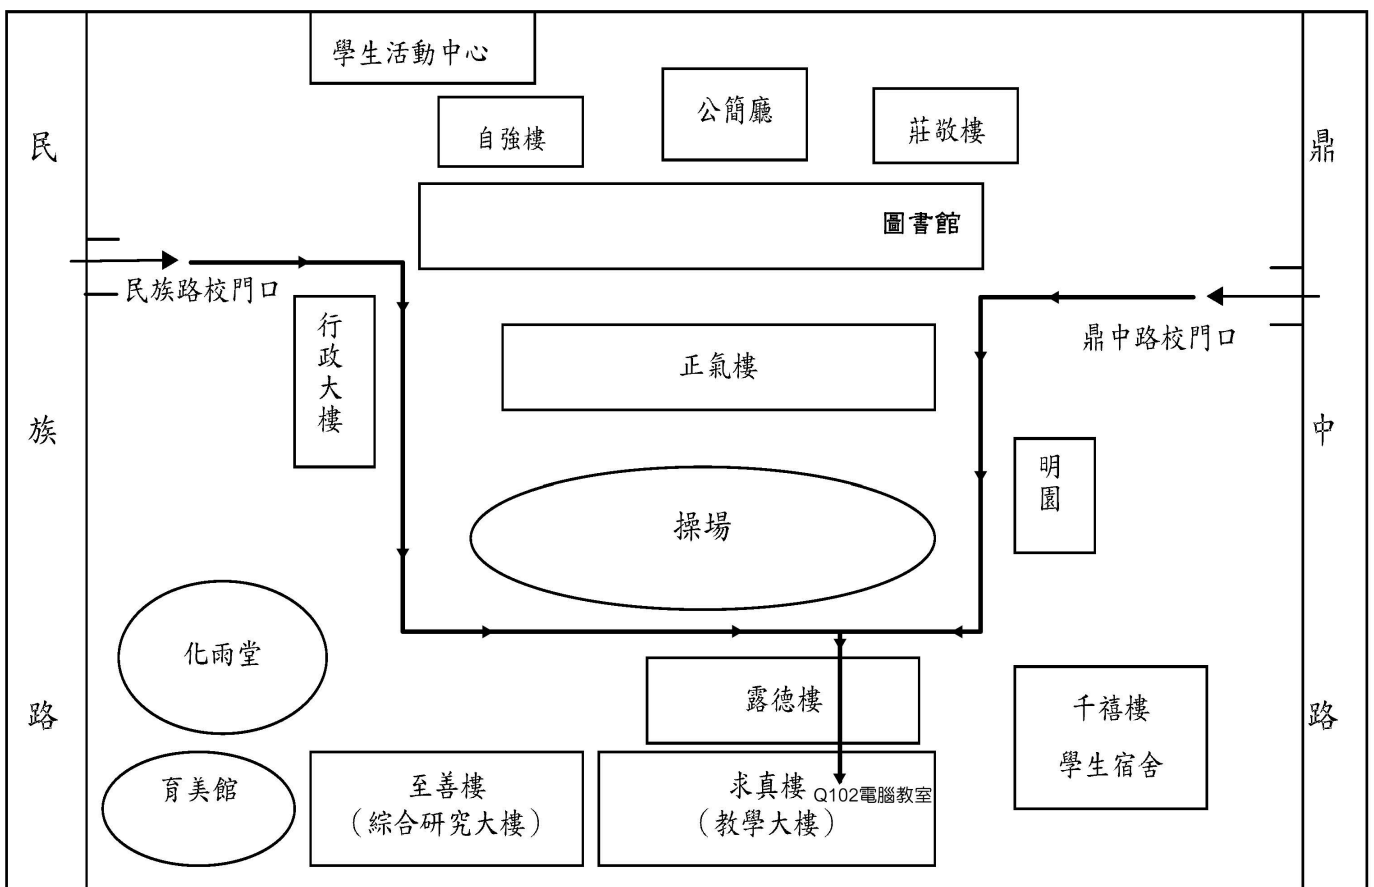 學生活動中心
自強樓
公簡廳
莊敬樓
圖書館
民族路
鼎中路
民族路校門口
鼎中路校門口
行政大樓
正氣樓
明園
操場
化雨堂
露德樓
千禧樓
學生宿舍
育美館
至善樓
（綜合研究大樓）
求真樓
Q102電腦教室
（教學大樓）